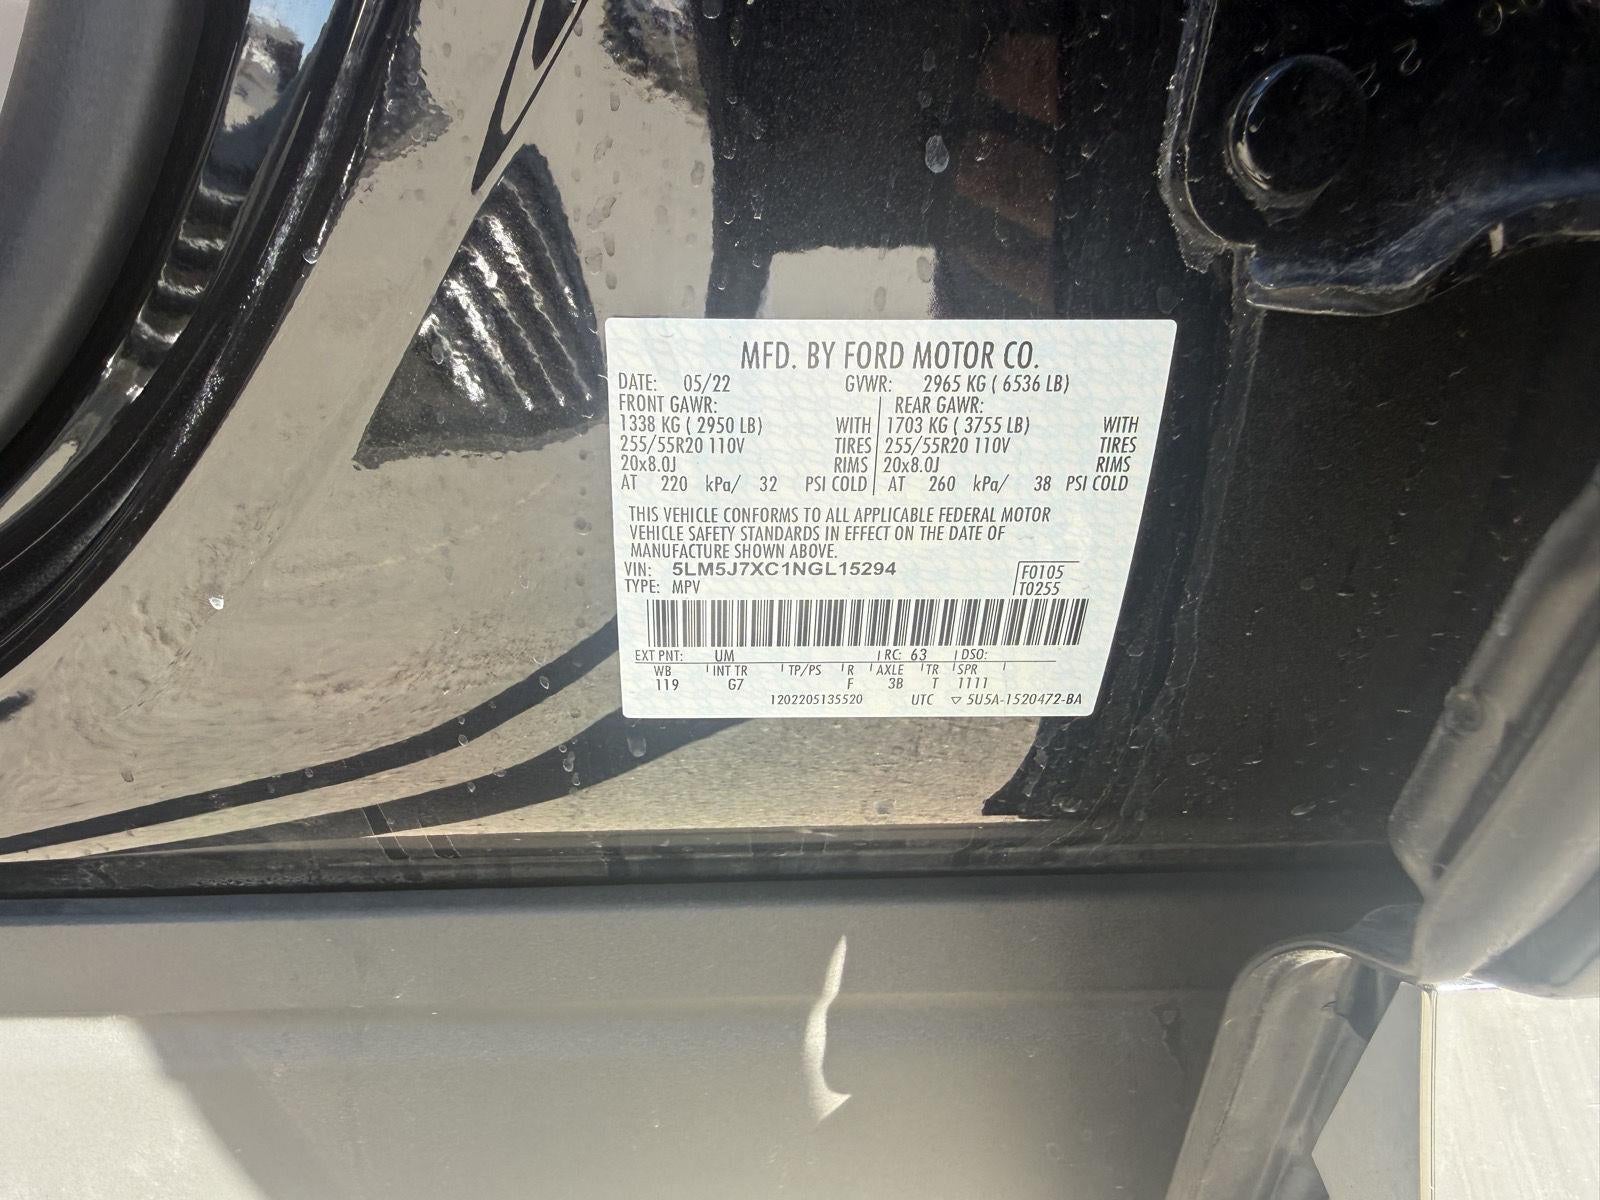 MFD. BY FORD MOTOR CO.
DATE: 05/22 GVWR: 2965 KG ( 6536 LB)
FRONT GAWR: REAR GAWR:
1338 KG ( 2950 LB) WITH 1703 KG ( 3755 LB) WITH
255/55R20 110V TIRES 255/55R20 110V TIRES
20x8.0J RIMS 20x8.0J RIMS
AT 220 kPa/ 32 PSI COLD AT 260 kPa/ 38 PSI COLD
THIS VEHICLE CONFORMS TO ALL APPLICABLE FEDERAL MOTOR
VEHICLE SAFETY STANDARDS IN EFFECT ON THE DATE OF
MANUFACTURE SHOWN ABOVE.
VIN: 5LM5J7XC1NGL15294 F0105
TYPE: MPV T0255
EXT PNT: UM RC: 63 DSO:
WB INT TR TP/PS R AXLE TR SPR
119 G7 F 3B T 1111
1202205135520 UTC ▽ 5U5A-1520472-BA